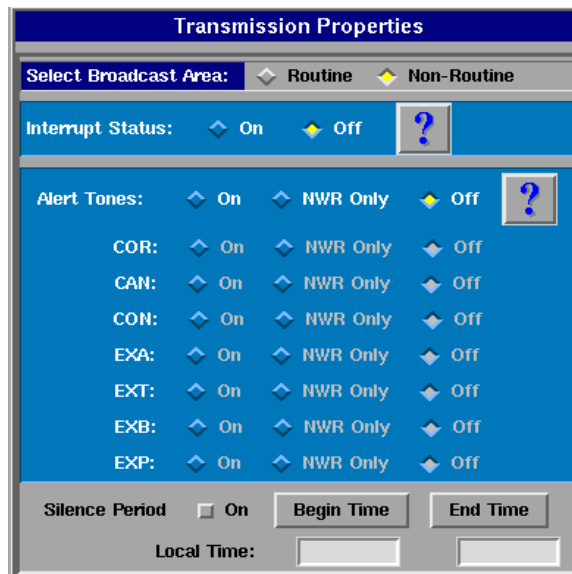 Transmission Properties
Select Broadcast Area: Routine Non-Routine
Interrupt Status: On Off ?
Alert Tones: On NWR Only Off ?
COR: On NWR Only Off
CAN: On NWR Only Off
CON: On NWR Only Off
EXA: On NWR Only Off
EXT: On NWR Only Off
EXB: On NWR Only Off
EXP: On NWR Only Off
Silence Period On Begin Time End Time
Local Time: